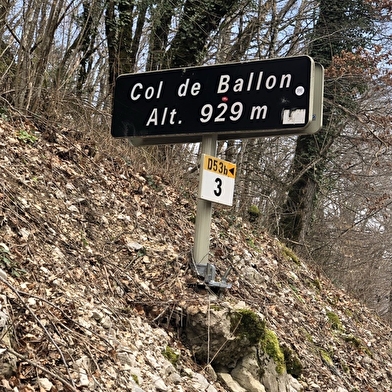 Col de Ballon
Alt. 929 m
D53b
3